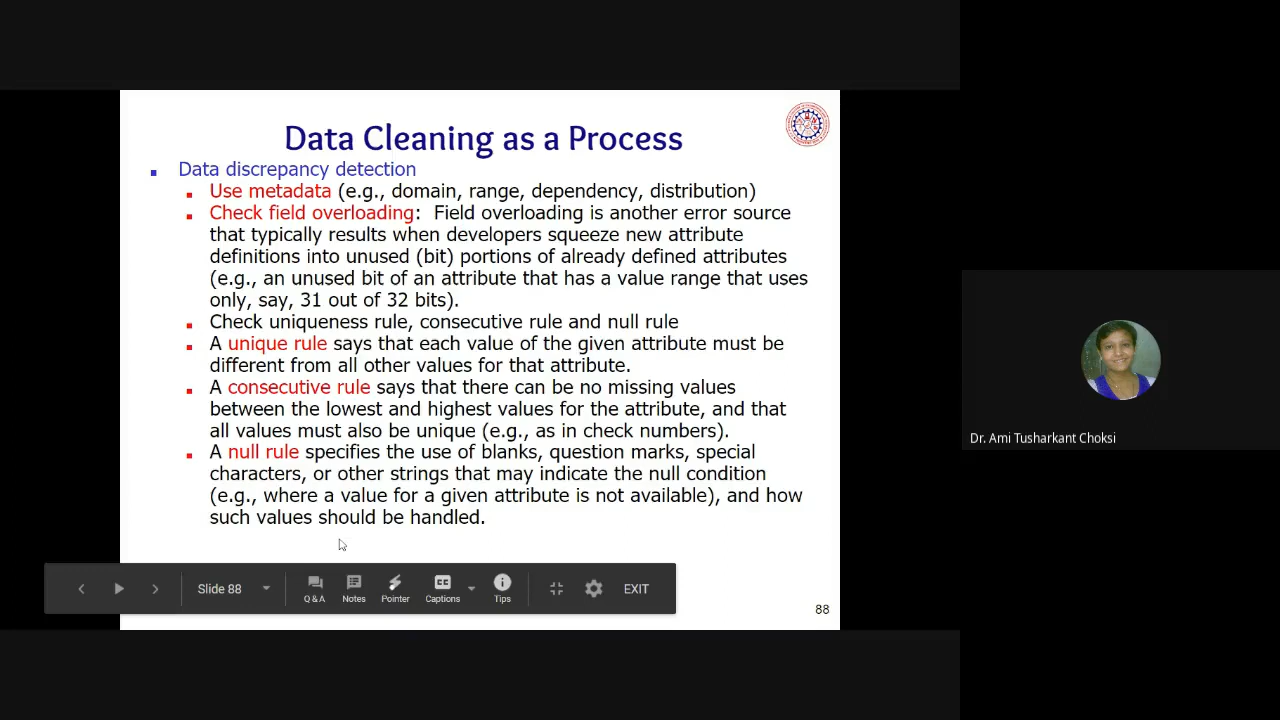 Data Cleaning as a Process
Data discrepancy detection
Use metadata (e.g., domain, range, dependency, distribution)
Check field overloading: Field overloading is another error source
that typically results when developers squeeze new attribute
definitions into unused (bit) portions of already defined attributes
(e.g., an unused bit of an attribute that has a value range that uses
only, say, 31 out of 32 bits).
Check uniqueness rule, consecutive rule and null rule
A unique rule says that each value of the given attribute must be
different from all other values for that attribute.
A consecutive rule says that there can be no missing values
between the lowest and highest values for the attribute, and that
all values must also be unique (e.g., as in check numbers).
A null rule specifies the use of blanks, question marks, special
characters, or other strings that may indicate the null condition
(e.g., where a value for a given attribute is not available), and how
such values should be handled.
Slide 88
Q & A
Notes
Pointer
CC
Captions
Tips
EXIT
88
Dr. Ami Tusharkant Choksi